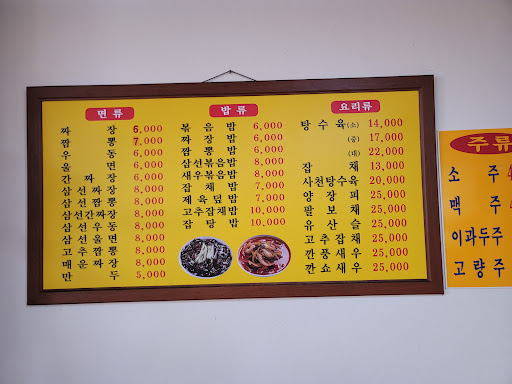 면류
짜장 6,000
짬뽕 7,000
우동 6,000
울면 6,000
간짜장 6,000
삼선짜장 8,000
삼선짬뽕 8,000
삼선간짜장 8,000
삼선우동 8,000
삼선울면 8,000
고추짬뽕 8,000
매운짜장 8,000
만두 5,000
밥류
볶음밥 6,000
짜장밥 6,000
짬뽕밥 6,000
삼선볶음밥 8,000
새우볶음밥 8,000
잡채밥 7,000
제육덮밥 7,000
고추잡채밥 10,000
잡탕밥 10,000
요리류
탕수육(소) 14,000
(중) 17,000
(대) 22,000
잡채 13,000
사천탕수육 20,000
양장피 25,000
팔보채 25,000
유산슬 25,000
고추잡채 25,000
깐풍새우 25,000
깐쇼새우 25,000
주류
소주
맥주
이과두주
고량주